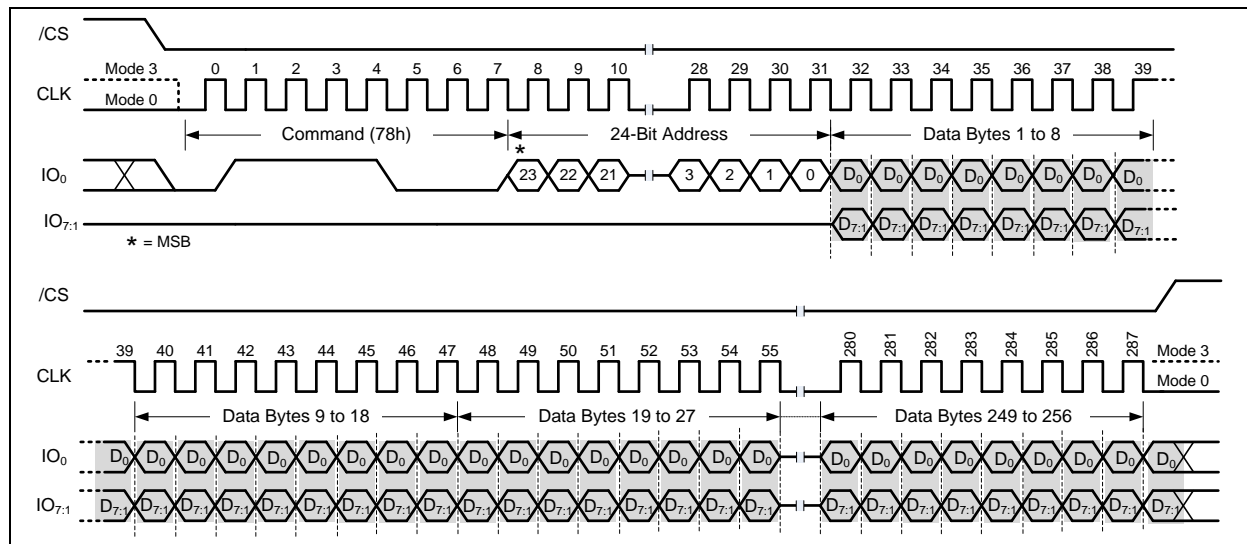 /CS
Mode 3 0 1 2 3 4 5 6 7 8 9 10 28 29 30 31 32 33 34 35 36 37 38 39
CLK
Mode 0
Command (78h) 24-Bit Address Data Bytes 1 to 8
*
IO0 23 22 21 3 2 1 0 D0 D0 D0 D0 D0 D0 D0 D0
IO7:1 D7:1 D7:1 D7:1 D7:1 D7:1 D7:1 D7:1 D7:1
* = MSB
/CS
39 40 41 42 43 44 45 46 47 48 49 50 51 52 53 54 55 280 281 282 283 284 285 286 287 Mode 3
CLK
Mode 0
Data Bytes 9 to 18 Data Bytes 19 to 27 Data Bytes 249 to 256
IO0 D0 D0 D0 D0 D0 D0 D0 D0 D0 D0 D0 D0 D0 D0 D0 D0 D0 D0 D0 D0 D0 D0 D0 D0 D0 D0
IO7:1 D7:1 D7:1 D7:1 D7:1 D7:1 D7:1 D7:1 D7:1 D7:1 D7:1 D7:1 D7:1 D7:1 D7:1 D7:1 D7:1 D7:1 D7:1 D7:1 D7:1 D7:1 D7:1 D7:1 D7:1 D7:1 D7:1